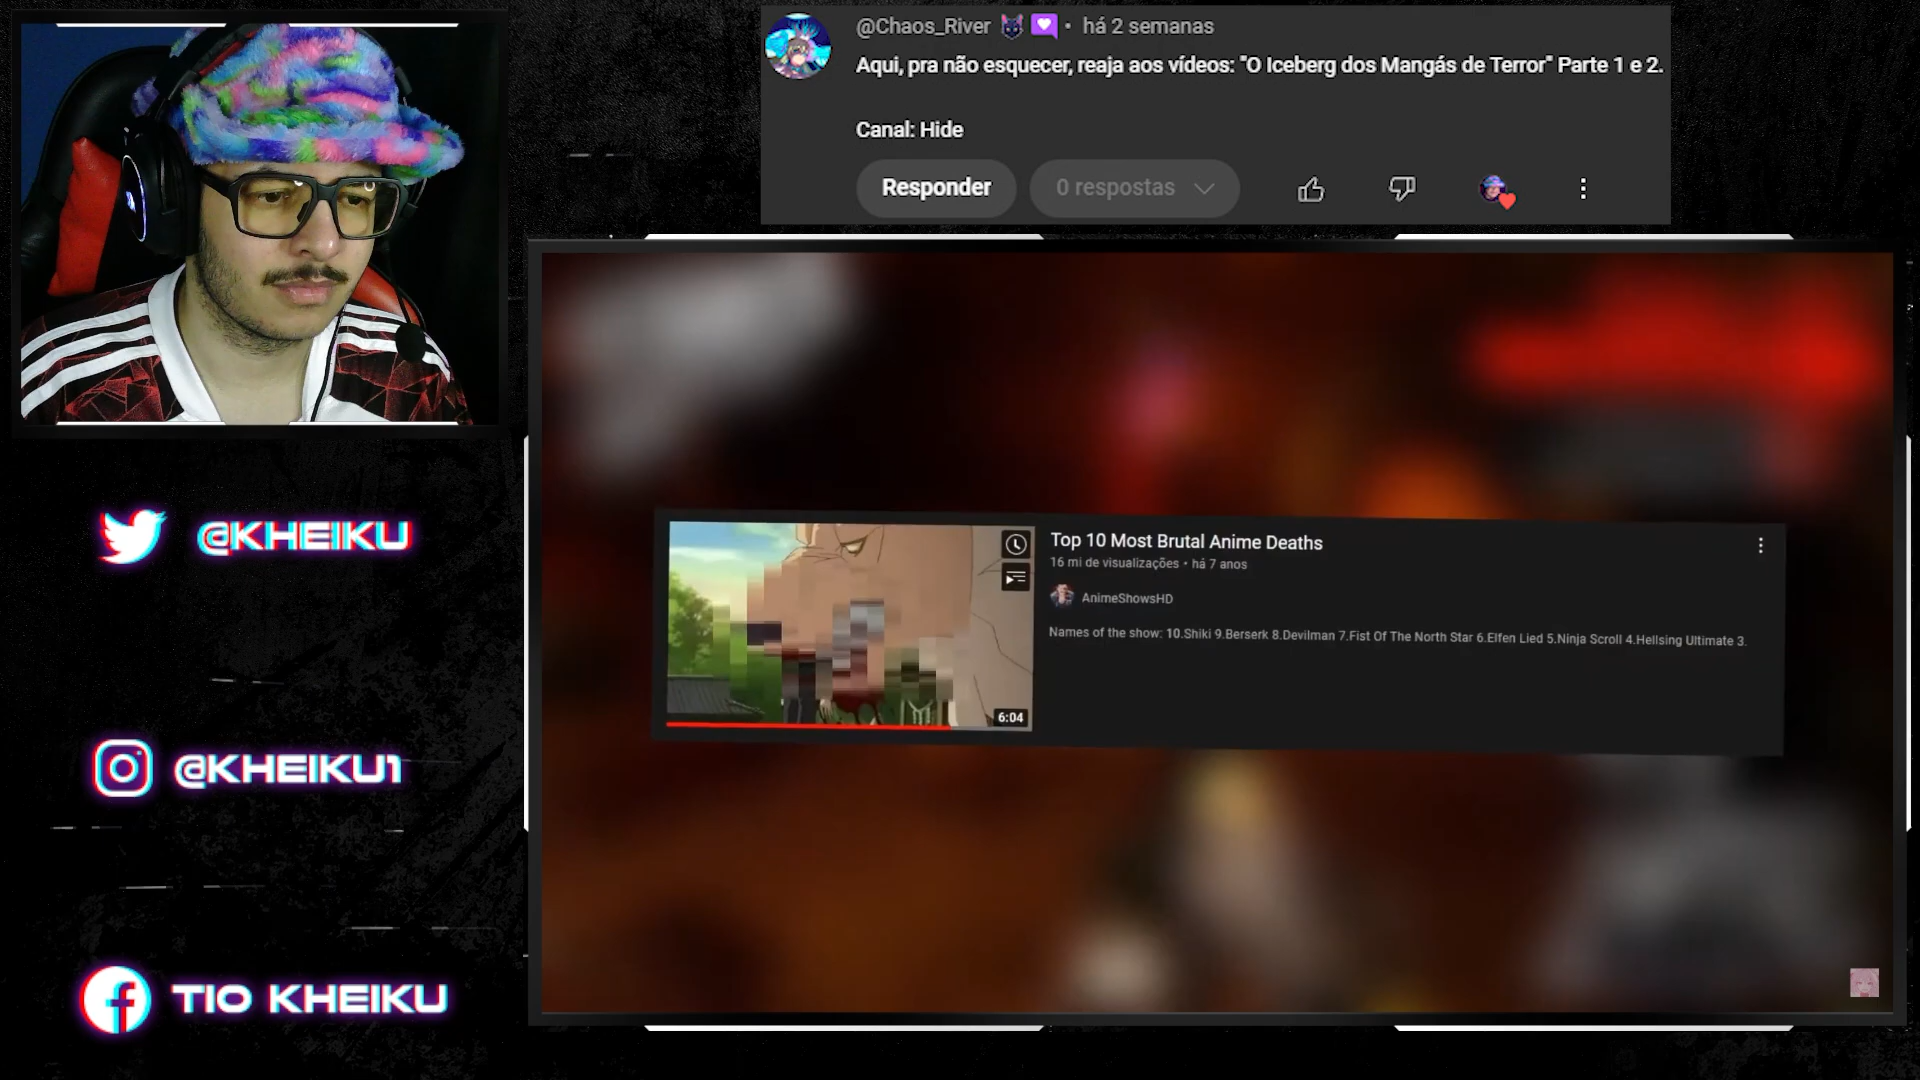 @Chaos_River • há 2 semanas
Aqui, pra não esquecer, reaja aos vídeos: "O Iceberg dos Mangás de Terror" Parte 1 e 2.
Canal: Hide
Responder 0 respostas
@KHEIKU
@KHEIKU1
TIO KHEIKU
Top 10 Most Brutal Anime Deaths
16 mi de visualizações • há 7 anos
AnimeShowsHD
Names of the show: 10.Shiki 9.Berserk 8.Devilman 7.Fist Of The North Star 6.Elfen Lied 5.Ninja Scroll 4.Hellsing Ultimate 3.
6:04